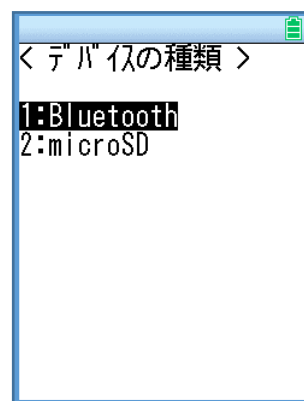 < ﾃﾞﾊﾞｲｽの種類 >
1:Bluetooth
2:microSD